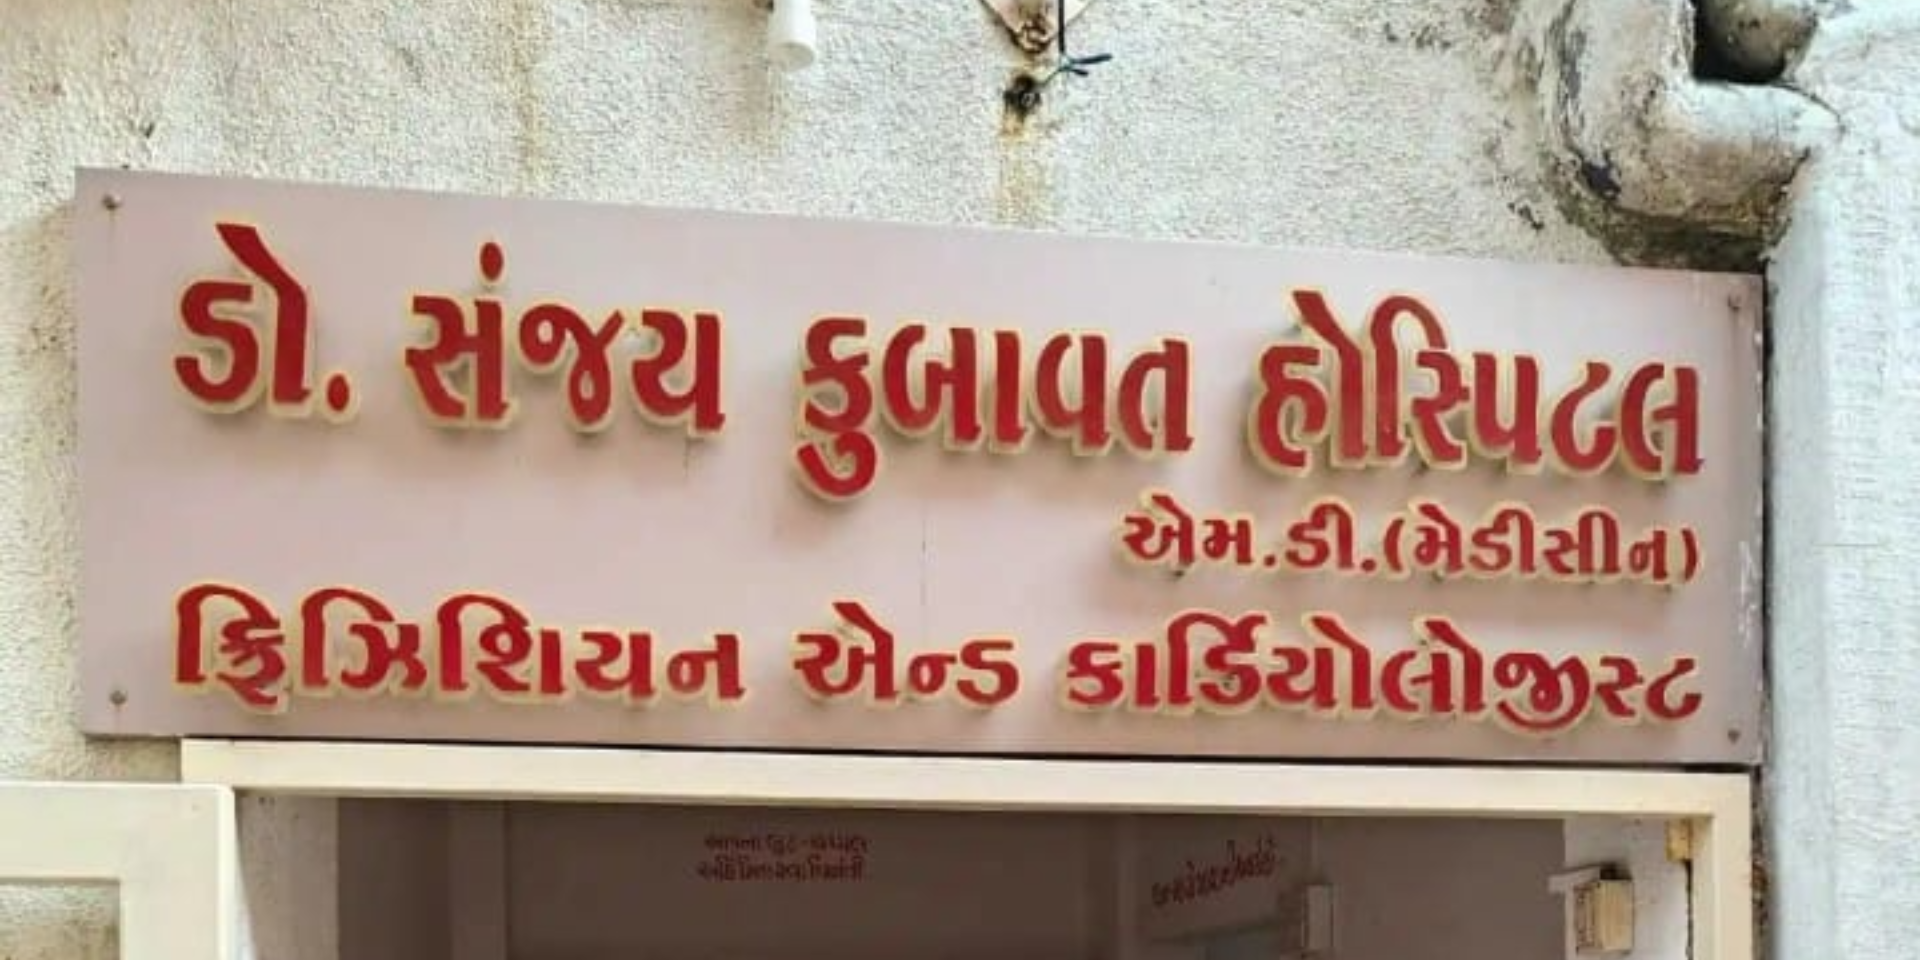 ડો. સંજય કુબાવત હોસ્પિટલ
એમ.ડી.(મેડીસીન)
ફિઝિશિયન એન્ડ કાર્ડિયોલોજીસ્ટ